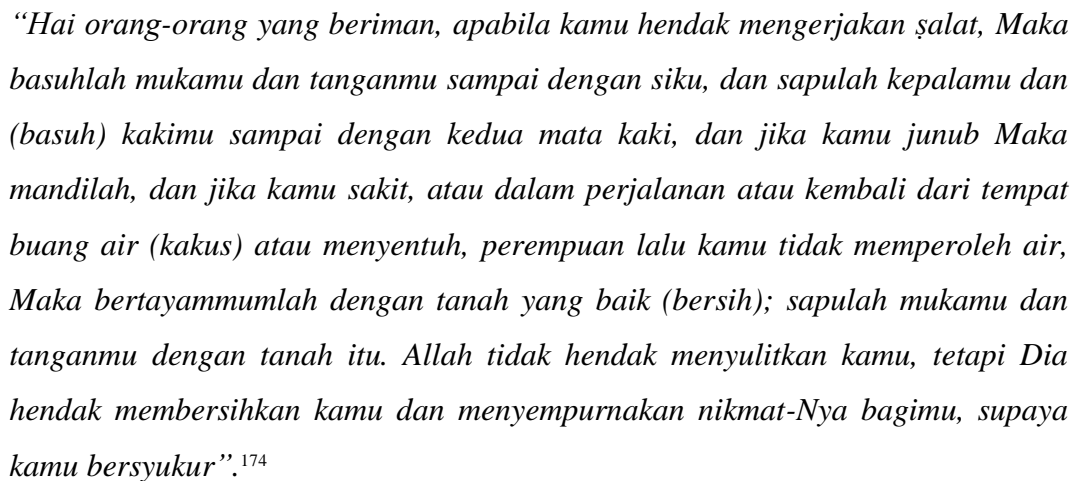 “Hai orang-orang yang beriman, apabila kamu hendak mengerjakan ṣalat, Maka
basuhlah mukamu dan tanganmu sampai dengan siku, dan sapulah kepalamu dan
(basuh) kakimu sampai dengan kedua mata kaki, dan jika kamu junub Maka
mandilah, dan jika kamu sakit, atau dalam perjalanan atau kembali dari tempat
buang air (kakus) atau menyentuh, perempuan lalu kamu tidak memperoleh air,
Maka bertayammumlah dengan tanah yang baik (bersih); sapulah mukamu dan
tanganmu dengan tanah itu. Allah tidak hendak menyulitkan kamu, tetapi Dia
hendak membersihkan kamu dan menyempurnakan nikmat-Nya bagimu, supaya
kamu bersyukur”.174